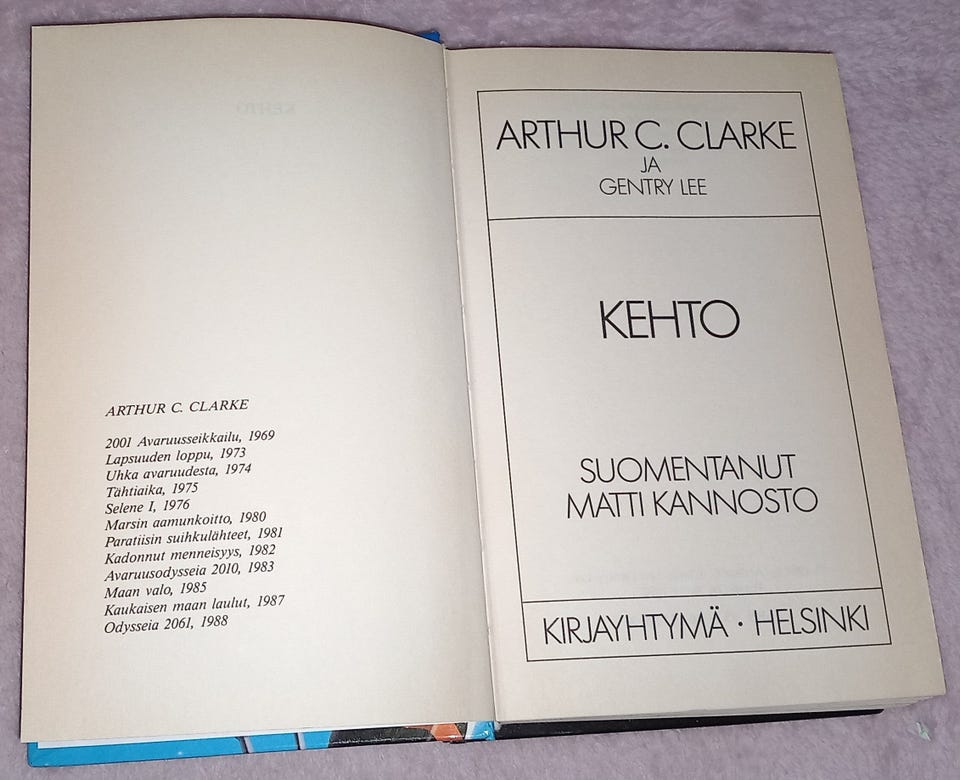 ARTHUR C. CLARKE
2001 Avaruusseikkailu, 1969
Lapsuuden loppu, 1973
Uhka avaruudesta, 1974
Tähtiaika, 1975
Selene I, 1976
Marsin aamunkoitto, 1980
Paratiisin suihkulähteet, 1981
Kadonnut menneisyys, 1982
Avaruusodysseia 2010, 1983
Maan valo, 1985
Kaukaisen maan laulut, 1987
Odysseia 2061, 1988
ARTHUR C. CLARKE
JA
GENTRY LEE
KEHTO
SUOMENTANUT
MATTI KANNOSTO
KIRJAYHTYMÄ · HELSINKI